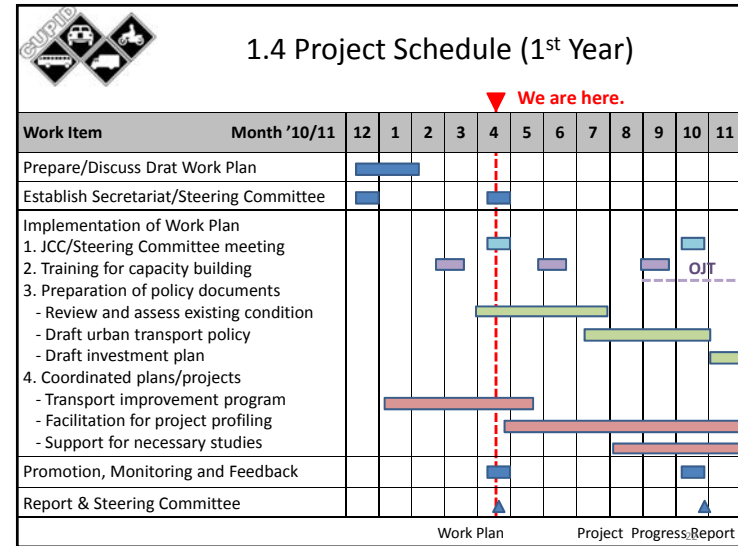 CUPID
1.4 Project Schedule (1st Year)
We are here.
Work Item Month '10/11 12 1 2 3 4 5 6 7 8 9 10 11
Prepare/Discuss Drat Work Plan
Establish Secretariat/Steering Committee
Implementation of Work Plan
1. JCC/Steering Committee meeting
2. Training for capacity building
OJT
3. Preparation of policy documents
- Review and assess existing condition
- Draft urban transport policy
- Draft investment plan
4. Coordinated plans/projects
- Transport improvement program
- Facilitation for project profiling
- Support for necessary studies
Promotion, Monitoring and Feedback
Report & Steering Committee
Work Plan Project Progress Report